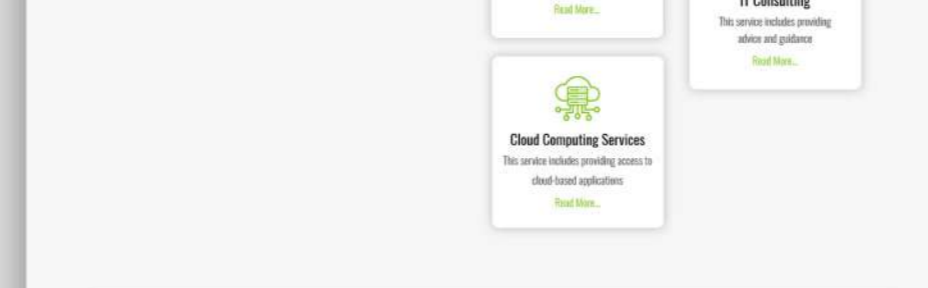 Read More...
IT Consulting
This service includes providing
advice and guidance
Read More...
Cloud Computing Services
This service includes providing access to
cloud-based applications
Read More...